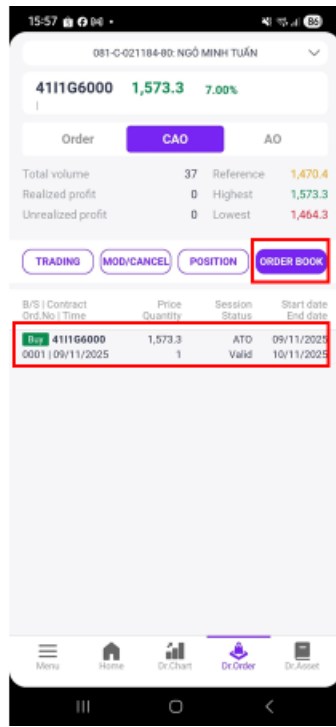 15:57
86
081-C-021184-80: NGÔ MINH TUẤN
41I1G6000 1,573.3 7.00%
Order CAO AO
Total volume 37 Reference 1,470.4
Realized profit 0 Highest 1,573.3
Unrealized profit 0 Lowest 1,464.3
TRADING MOD/CANCEL POSITION ORDER BOOK
B/S | Contract Price Session Start date
Ord.No | Time Quantity Status End date
Buy 41I1G6000 1,573.3 ATO 09/11/2025
0001 | 09/11/2025 1 Valid 10/11/2025
Menu Home Dr.Chart Dr.Order Dr.Asset